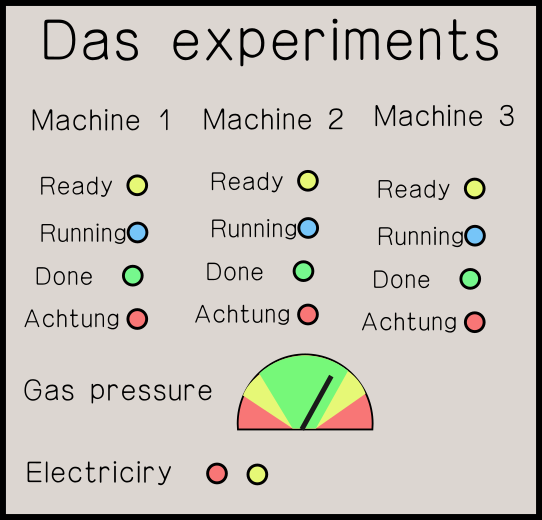 Das experiments
Machine 1 Machine 2 Machine 3
Ready Ready Ready
Running Running Running
Done Done Done
Achtung Achtung Achtung
Gas pressure
Electriciry